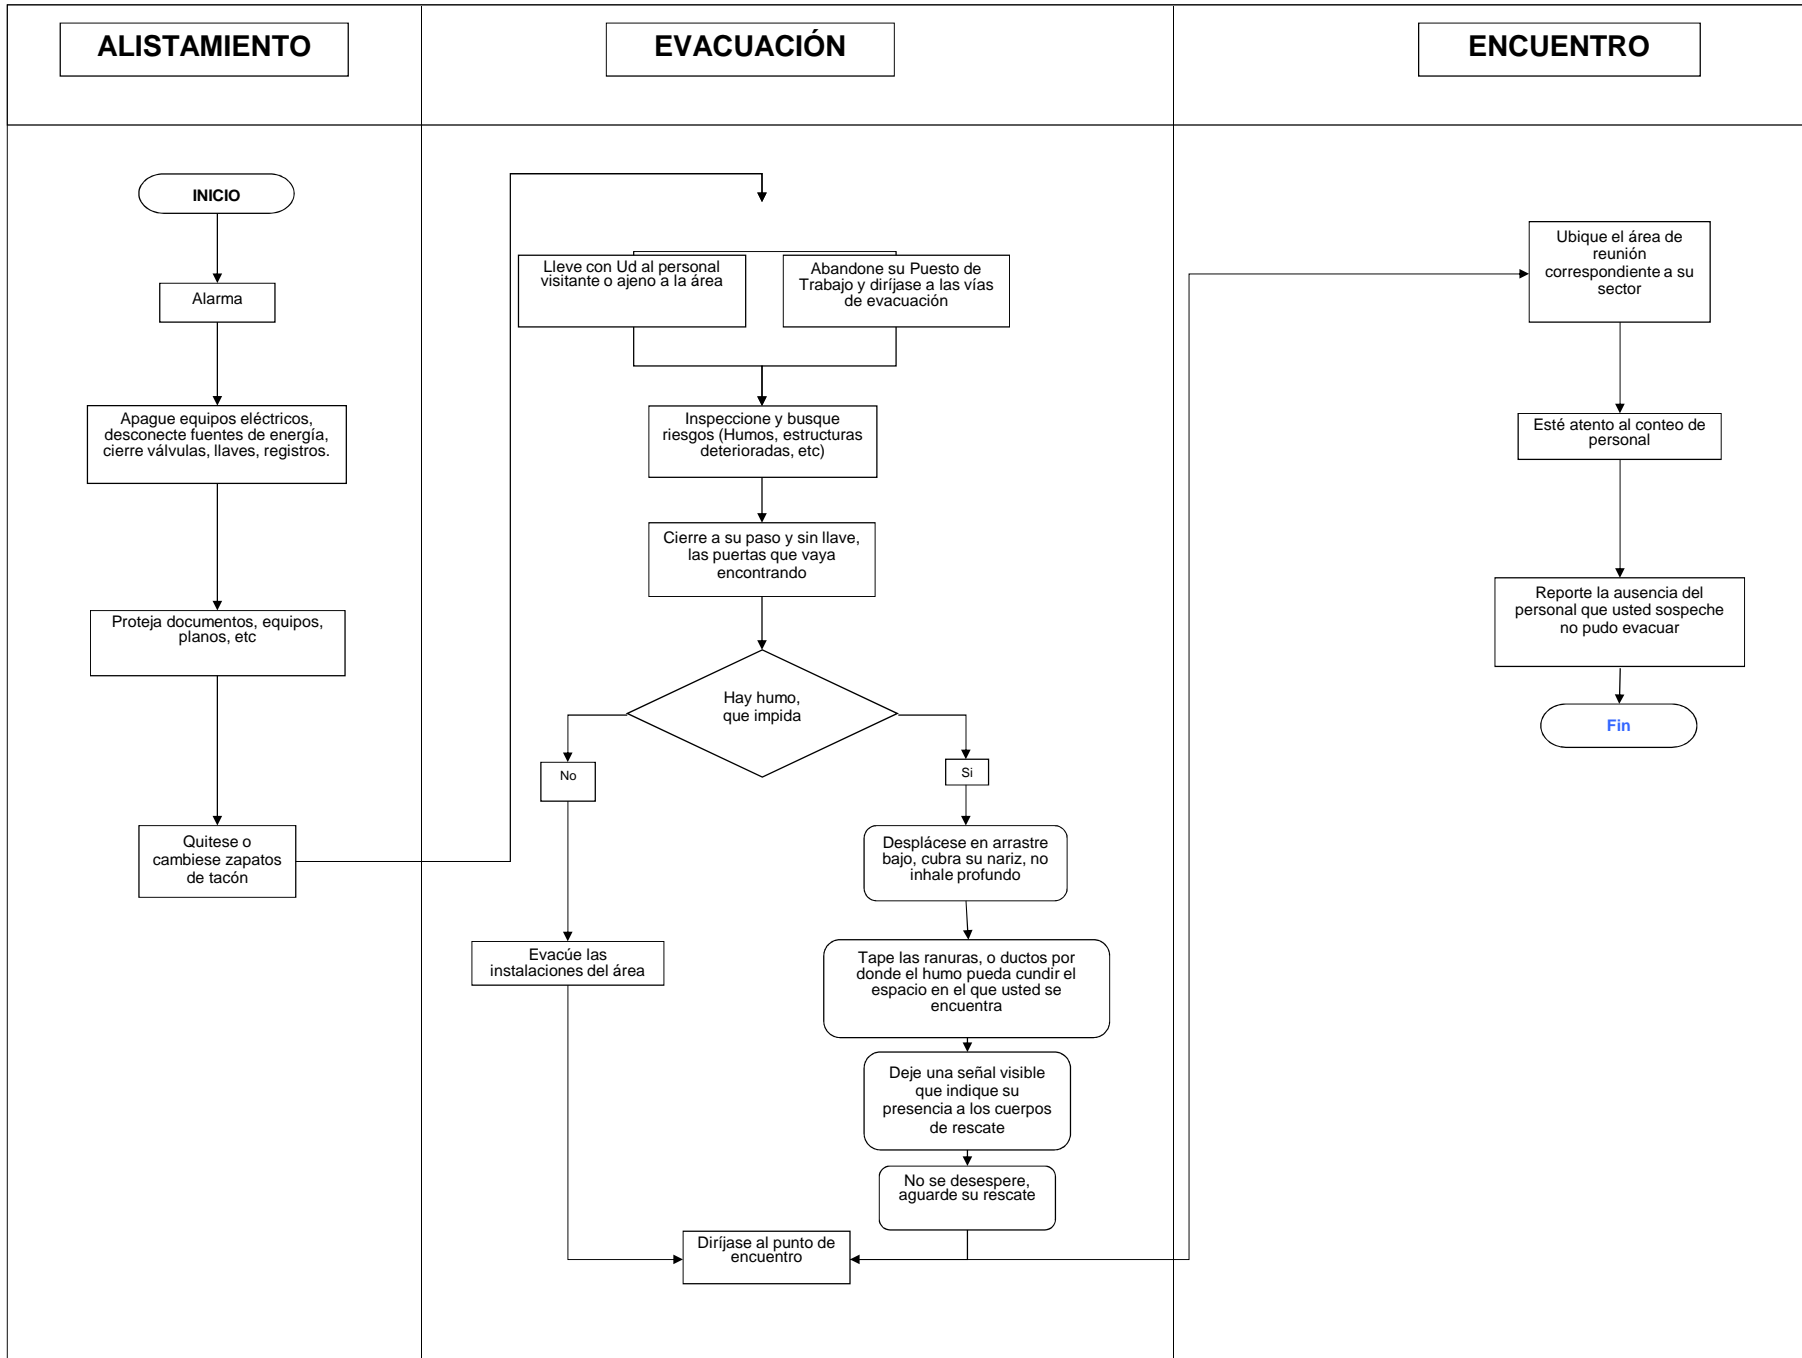 ALISTAMIENTO
EVACUACIÓN
ENCUENTRO
INICIO
Alarma
Apague equipos eléctricos,
desconecte fuentes de energía,
cierre válvulas, llaves, registros.
Proteja documentos, equipos,
planos, etc
Quitese o
cambiese zapatos
de tacón
Lleve con Ud al personal
visitante o ajeno a la área
Abandone su Puesto de
Trabajo y diríjase a las vías
de evacuación
Inspeccione y busque
riesgos (Humos, estructuras
deterioradas, etc)
Cierre a su paso y sin llave,
las puertas que vaya
encontrando
Hay humo,
que impida
No
Si
Evacúe las
instalaciones del área
Desplácese en arrastre
bajo, cubra su nariz, no
inhale profundo
Tape las ranuras, o ductos por
donde el humo pueda cundir el
espacio en el que usted se
encuentra
Deje una señal visible
que indique su
presencia a los cuerpos
de rescate
No se desespere,
aguarde su rescate
Diríjase al punto de
encuentro
Ubique el área de
reunión
correspondiente a su
sector
Esté atento al conteo de
personal
Reporte la ausencia del
personal que usted sospeche
no pudo evacuar
Fin